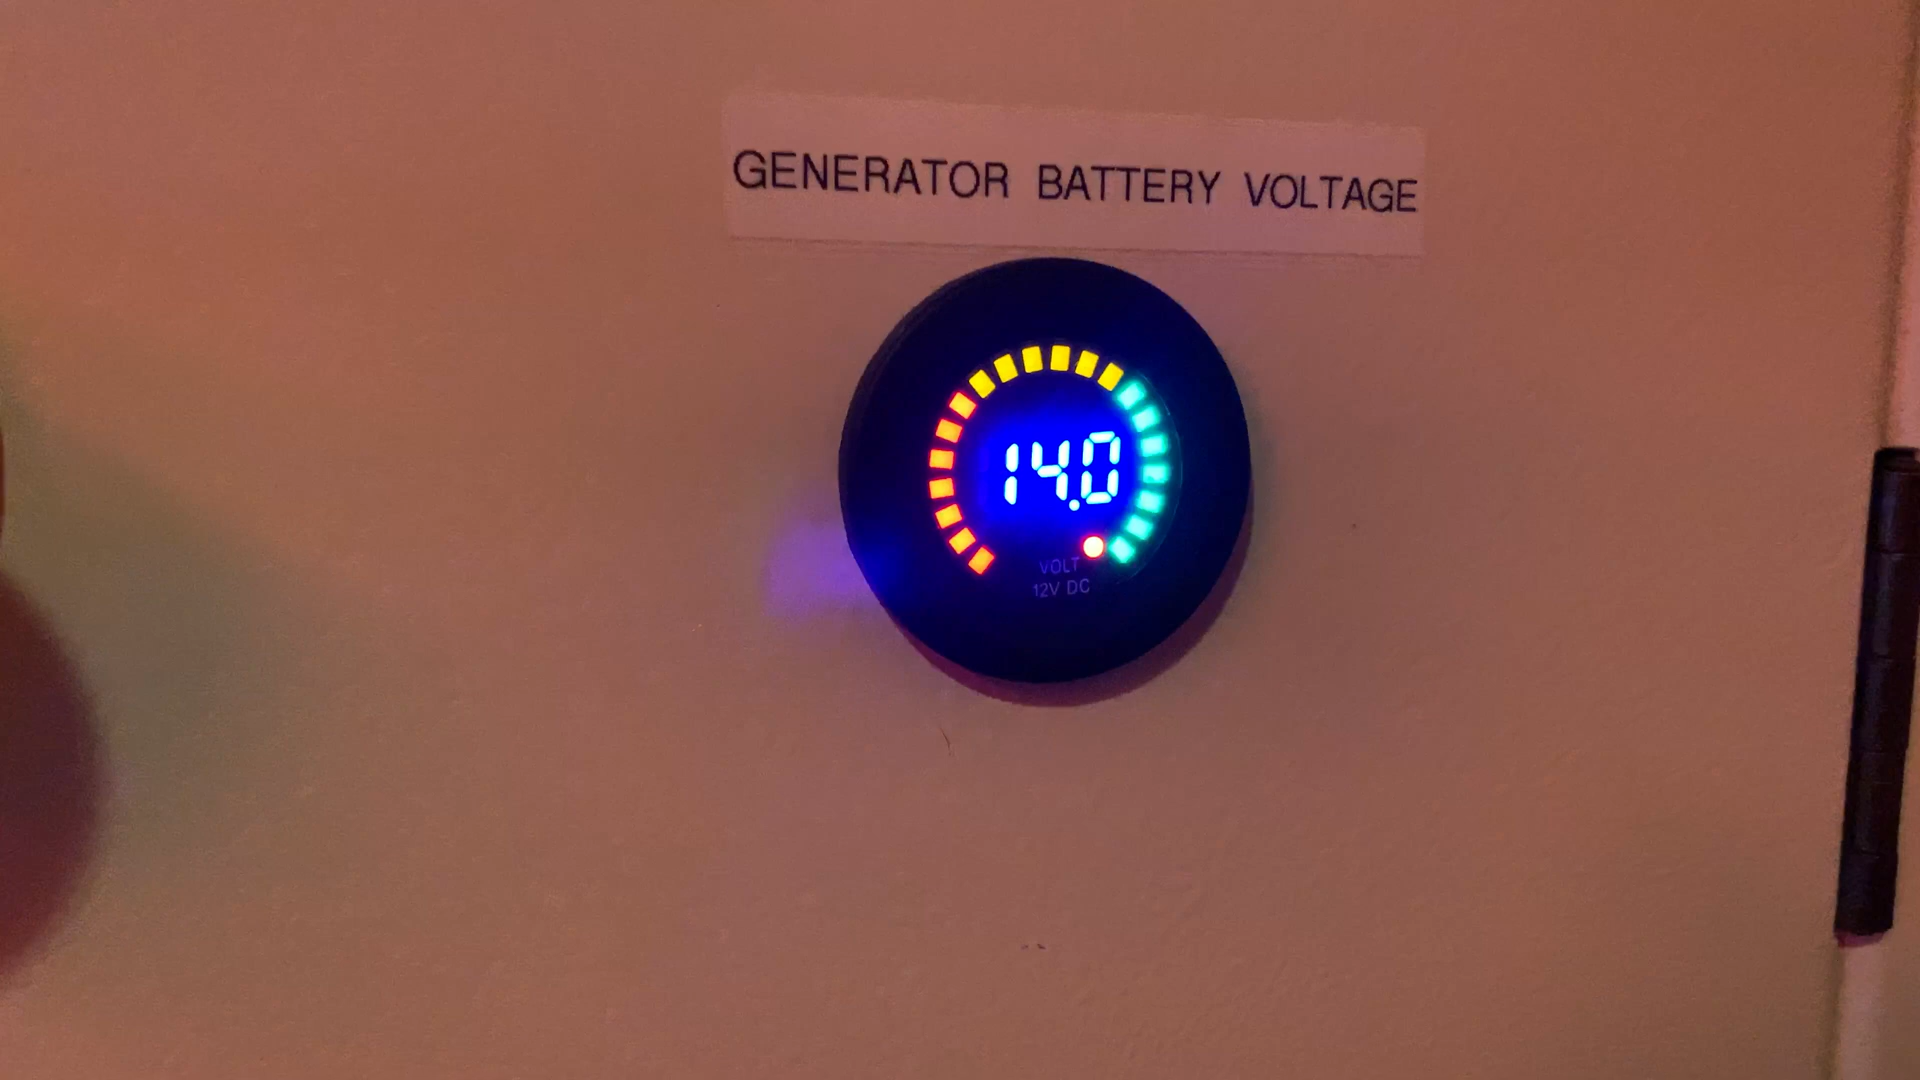 GENERATOR BATTERY VOLTAGE
14.0
VOLT
12V DC